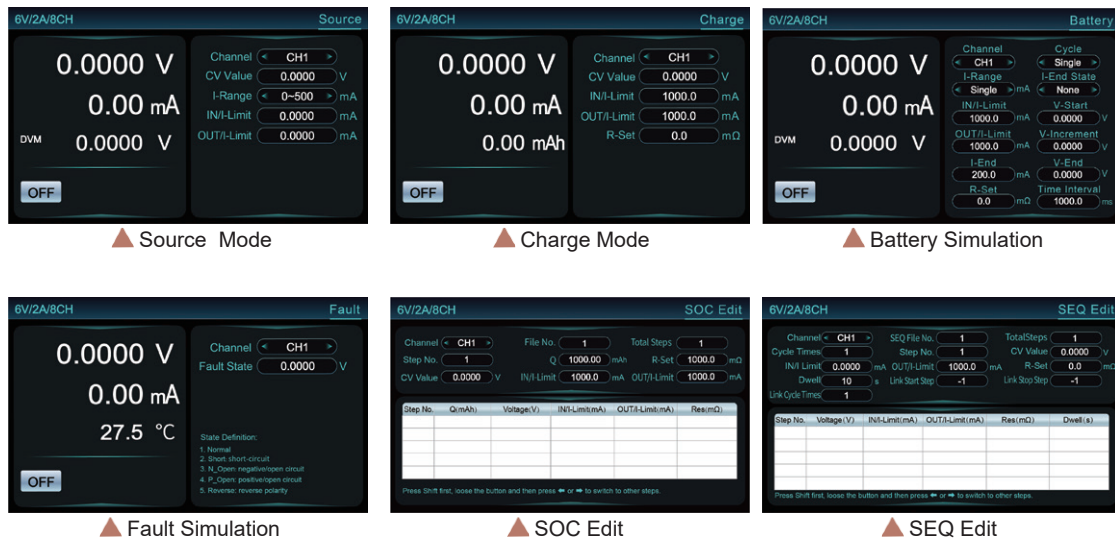 6V/2A/8CH Source
0.0000 V
0.00 mA
DVM 0.0000 V
OFF
Channel < CH1 >
CV Value 0.0000 V
I-Range < 0~500 > mA
IN/I-Limit 0.0000 mA
OUT/I-Limit 0.0000 mA
Source Mode
6V/2A/8CH Charge
0.0000 V
0.00 mA
0.00 mAh
OFF
Channel < CH1 >
CV Value 0.0000 V
IN/I-Limit 1000.0 mA
OUT/I-Limit 1000.0 mA
R-Set 0.0 mΩ
Charge Mode
6V/2A/8CH Battery
0.0000 V
0.00 mA
DVM 0.0000 V
OFF
Channel Cycle
< CH1 > < Single >
I-Range I-End State
< Single > mA < None >
IN/I-Limit V-Start
1000.0 mA 0.0000 V
OUT/I-Limit V-Increment
1000.0 mA 0.0000 V
I-End V-End
200.0 mA 0.0000 V
R-Set Time Interval
0.0 mΩ 1000.0 ms
Battery Simulation
6V/2A/8CH Fault
0.0000 V
0.00 mA
27.5 °C
OFF
Channel < CH1 >
Fault State 0.0000 V
State Definition:
1. Normal
2. Short: short-circuit
3. N_Open: negative/open circuit
4. P_Open: positive/open circuit
5. Reverse: reverse polarity
Fault Simulation
6V/2A/8CH SOC Edit
Channel < CH1 > File No. 1 Total Steps 1
Step No. 1 Q 1000.00 mAh R-Set 1000.0 mΩ
CV Value 0.0000 V IN/I-Limit 1000.0 mA OUT/I-Limit 1000.0 mA
Step No. Q(mAh) Voltage(V) IN/I-Limit(mA) OUT/I-Limit(mA) Res(mΩ)
Press Shift first, loose the button and then press ⬅ or ➡ to switch to other steps.
SOC Edit
6V/2A/8CH SEQ Edit
Channel < CH1 > SEQ File No. 1 TotalSteps 1
Cycle Times 1 Step No. 1 CV Value 0.0000 V
IN/I Limit 0.0000 mA OUT/I-Limit 1000.0 mA R-Set 0.0 mΩ
Dwell 10 s Link Start Step -1 Link Stop Step -1
Link Cycle Times 1
Step No. Voltage(V) IN/I-Limit(mA) OUT/I-Limit(mA) Res(mΩ) Dwell(s)
Press Shift first, loose the button and then press ⬅ or ➡ to switch to other steps.
SEQ Edit